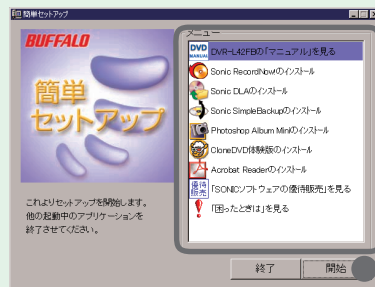 簡単セットアップ
BUFFALO
簡単
セットアップ
これよりセットアップを開始します。
他の起動中のアプリケーションを
終了させてください。
メニュー
DVD MANUAL DVR-L42FBの「マニュアル」を見る
Sonic RecordNow!のインストール
Sonic DLAのインストール
Sonic SimpleBackupのインストール
Photoshop Album Miniのインストール
CloneDVD体験版のインストール
Acrobat Readerのインストール
優待販売 「SONICソフトウェアの優待販売」を見る
「困ったときは」を見る
終了
開始